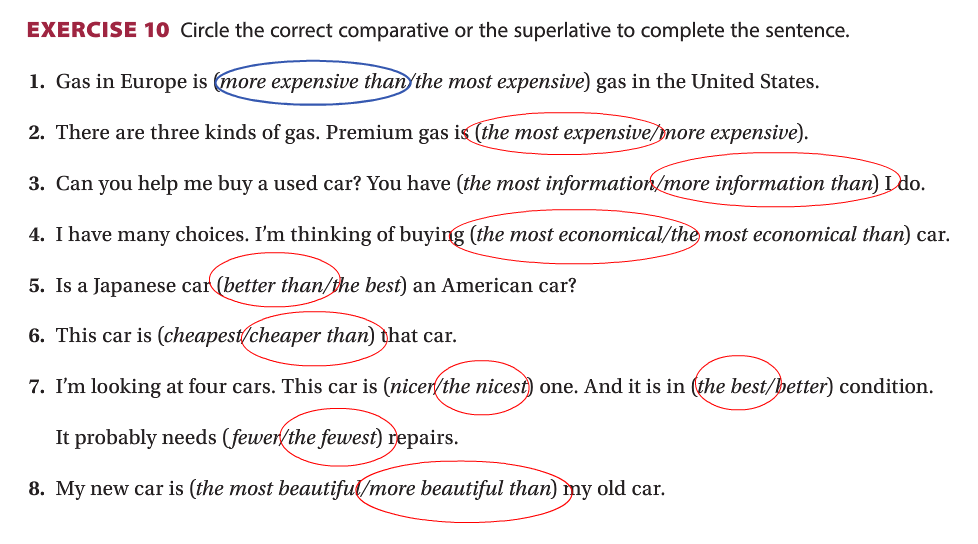 EXERCISE 10 Circle the correct comparative or the superlative to complete the sentence.
1. Gas in Europe is (more expensive than/the most expensive) gas in the United States.
2. There are three kinds of gas. Premium gas is (the most expensive/more expensive).
3. Can you help me buy a used car? You have (the most information/more information than) I do.
4. I have many choices. I’m thinking of buying (the most economical/the most economical than) car.
5. Is a Japanese car (better than/the best) an American car?
6. This car is (cheapest/cheaper than) that car.
7. I’m looking at four cars. This car is (nicer/the nicest) one. And it is in (the best/better) condition.
It probably needs (fewer/the fewest) repairs.
8. My new car is (the most beautiful/more beautiful than) my old car.